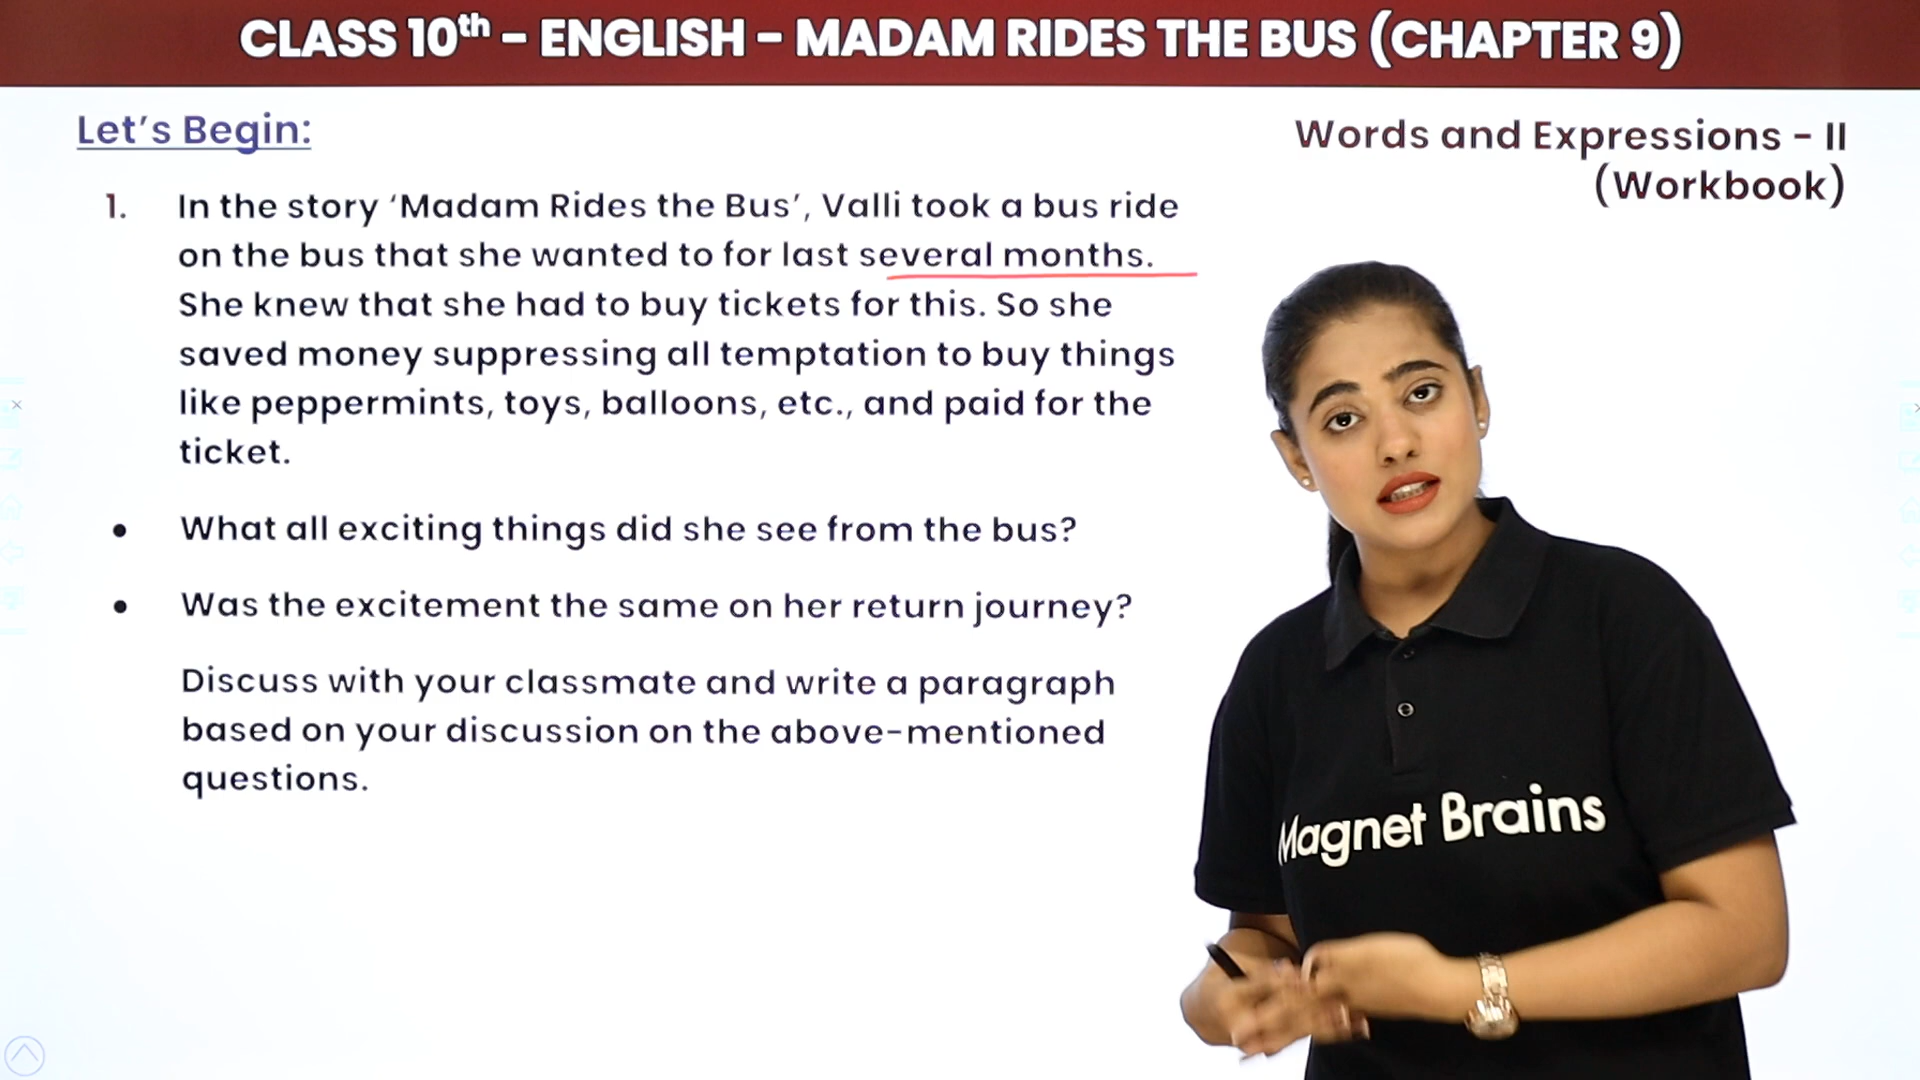 CLASS 10th - ENGLISH - MADAM RIDES THE BUS (CHAPTER 9)
Let's Begin:
Words and Expressions - II
(Workbook)
1. In the story 'Madam Rides the Bus', Valli took a bus ride
on the bus that she wanted to for last several months.
She knew that she had to buy tickets for this. So she
saved money suppressing all temptation to buy things
like peppermints, toys, balloons, etc., and paid for the
ticket.
• What all exciting things did she see from the bus?
• Was the excitement the same on her return journey?
Discuss with your classmate and write a paragraph
based on your discussion on the above-mentioned
questions.
Magnet Brains